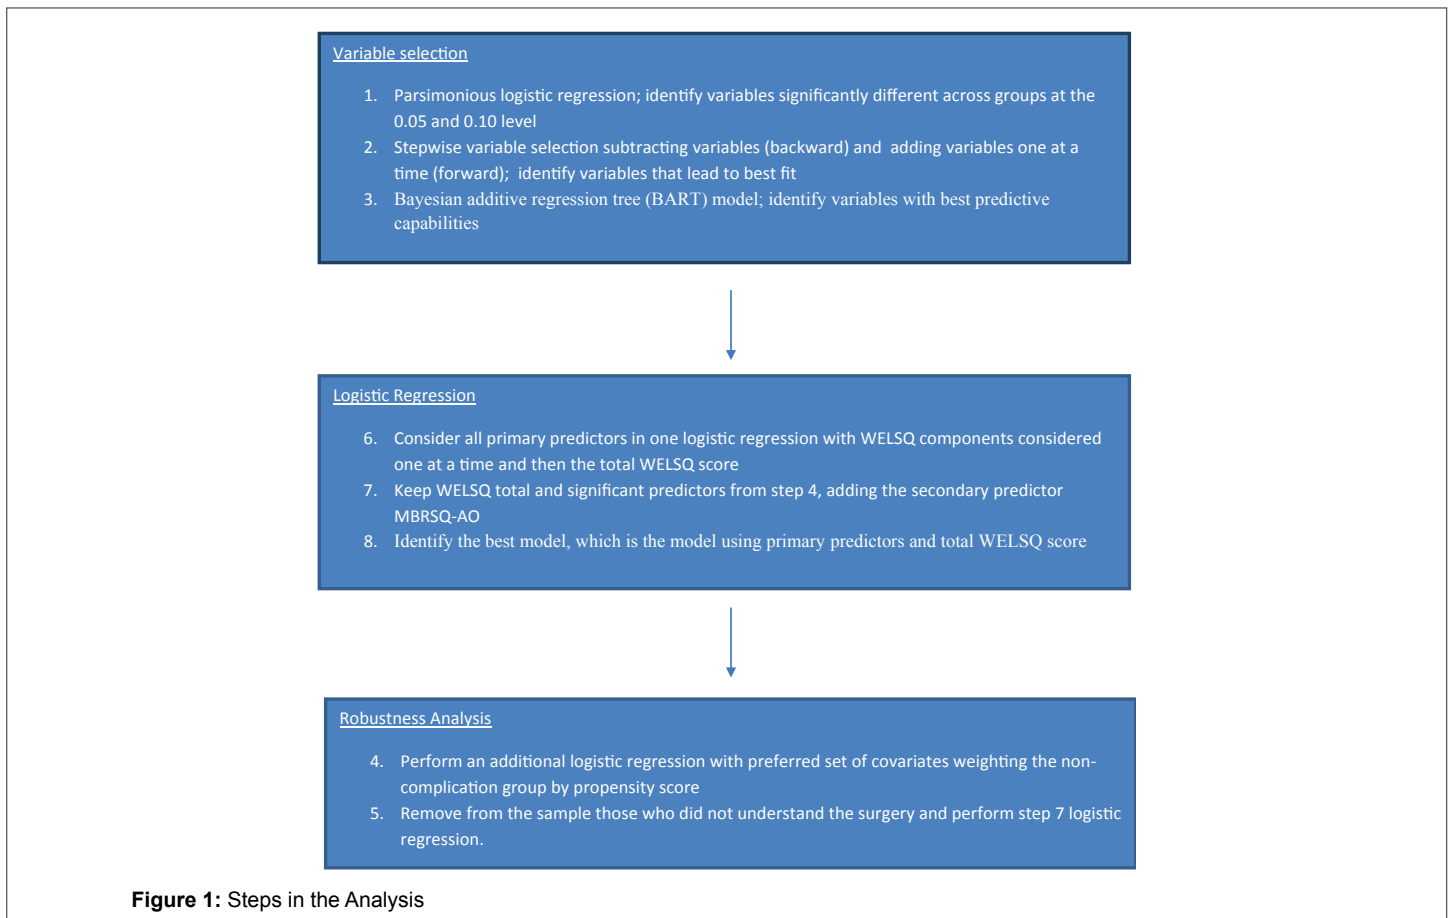 Variable selection
1. Parsimonious logistic regression; identify variables significantly different across groups at the
0.05 and 0.10 level
2. Stepwise variable selection subtracting variables (backward) and adding variables one at a
time (forward); identify variables that lead to best fit
3. Bayesian additive regression tree (BART) model; identify variables with best predictive
capabilities
Logistic Regression
6. Consider all primary predictors in one logistic regression with WELSQ components considered
one at a time and then the total WELSQ score
7. Keep WELSQ total and significant predictors from step 4, adding the secondary predictor
MBRSQ-AO
8. Identify the best model, which is the model using primary predictors and total WELSQ score
Robustness Analysis
4. Perform an additional logistic regression with preferred set of covariates weighting the non-
complication group by propensity score
5. Remove from the sample those who did not understand the surgery and perform step 7 logistic
regression.
Figure 1: Steps in the Analysis